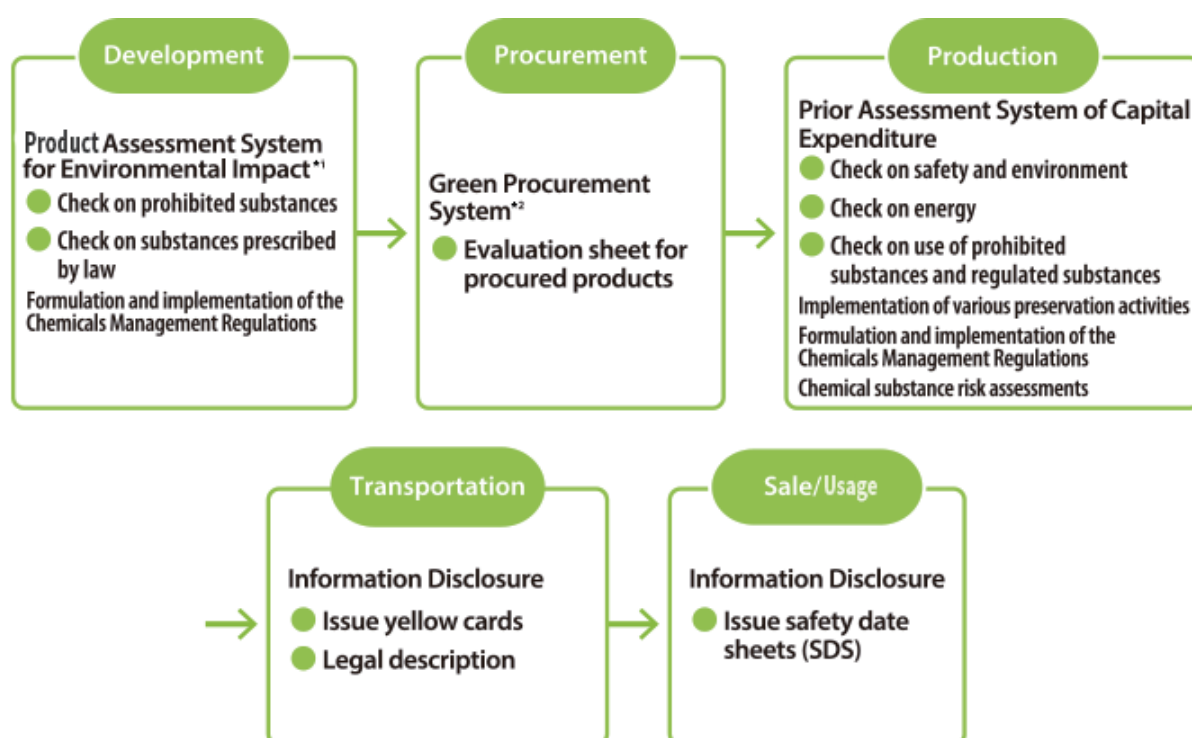 Development
Product Assessment System
for Environmental Impact*1
Check on prohibited substances
Check on substances prescribed
by law
Formulation and implementation of the
Chemicals Management Regulations
Procurement
Green Procurement
System*2
Evaluation sheet for
procured products
Production
Prior Assessment System of Capital
Expenditure
Check on safety and environment
Check on energy
Check on use of prohibited
substances and regulated substances
Implementation of various preservation activities
Formulation and implementation of the
Chemicals Management Regulations
Chemical substance risk assessments
Transportation
Information Disclosure
Issue yellow cards
Legal description
Sale/Usage
Information Disclosure
Issue safety date
sheets (SDS)